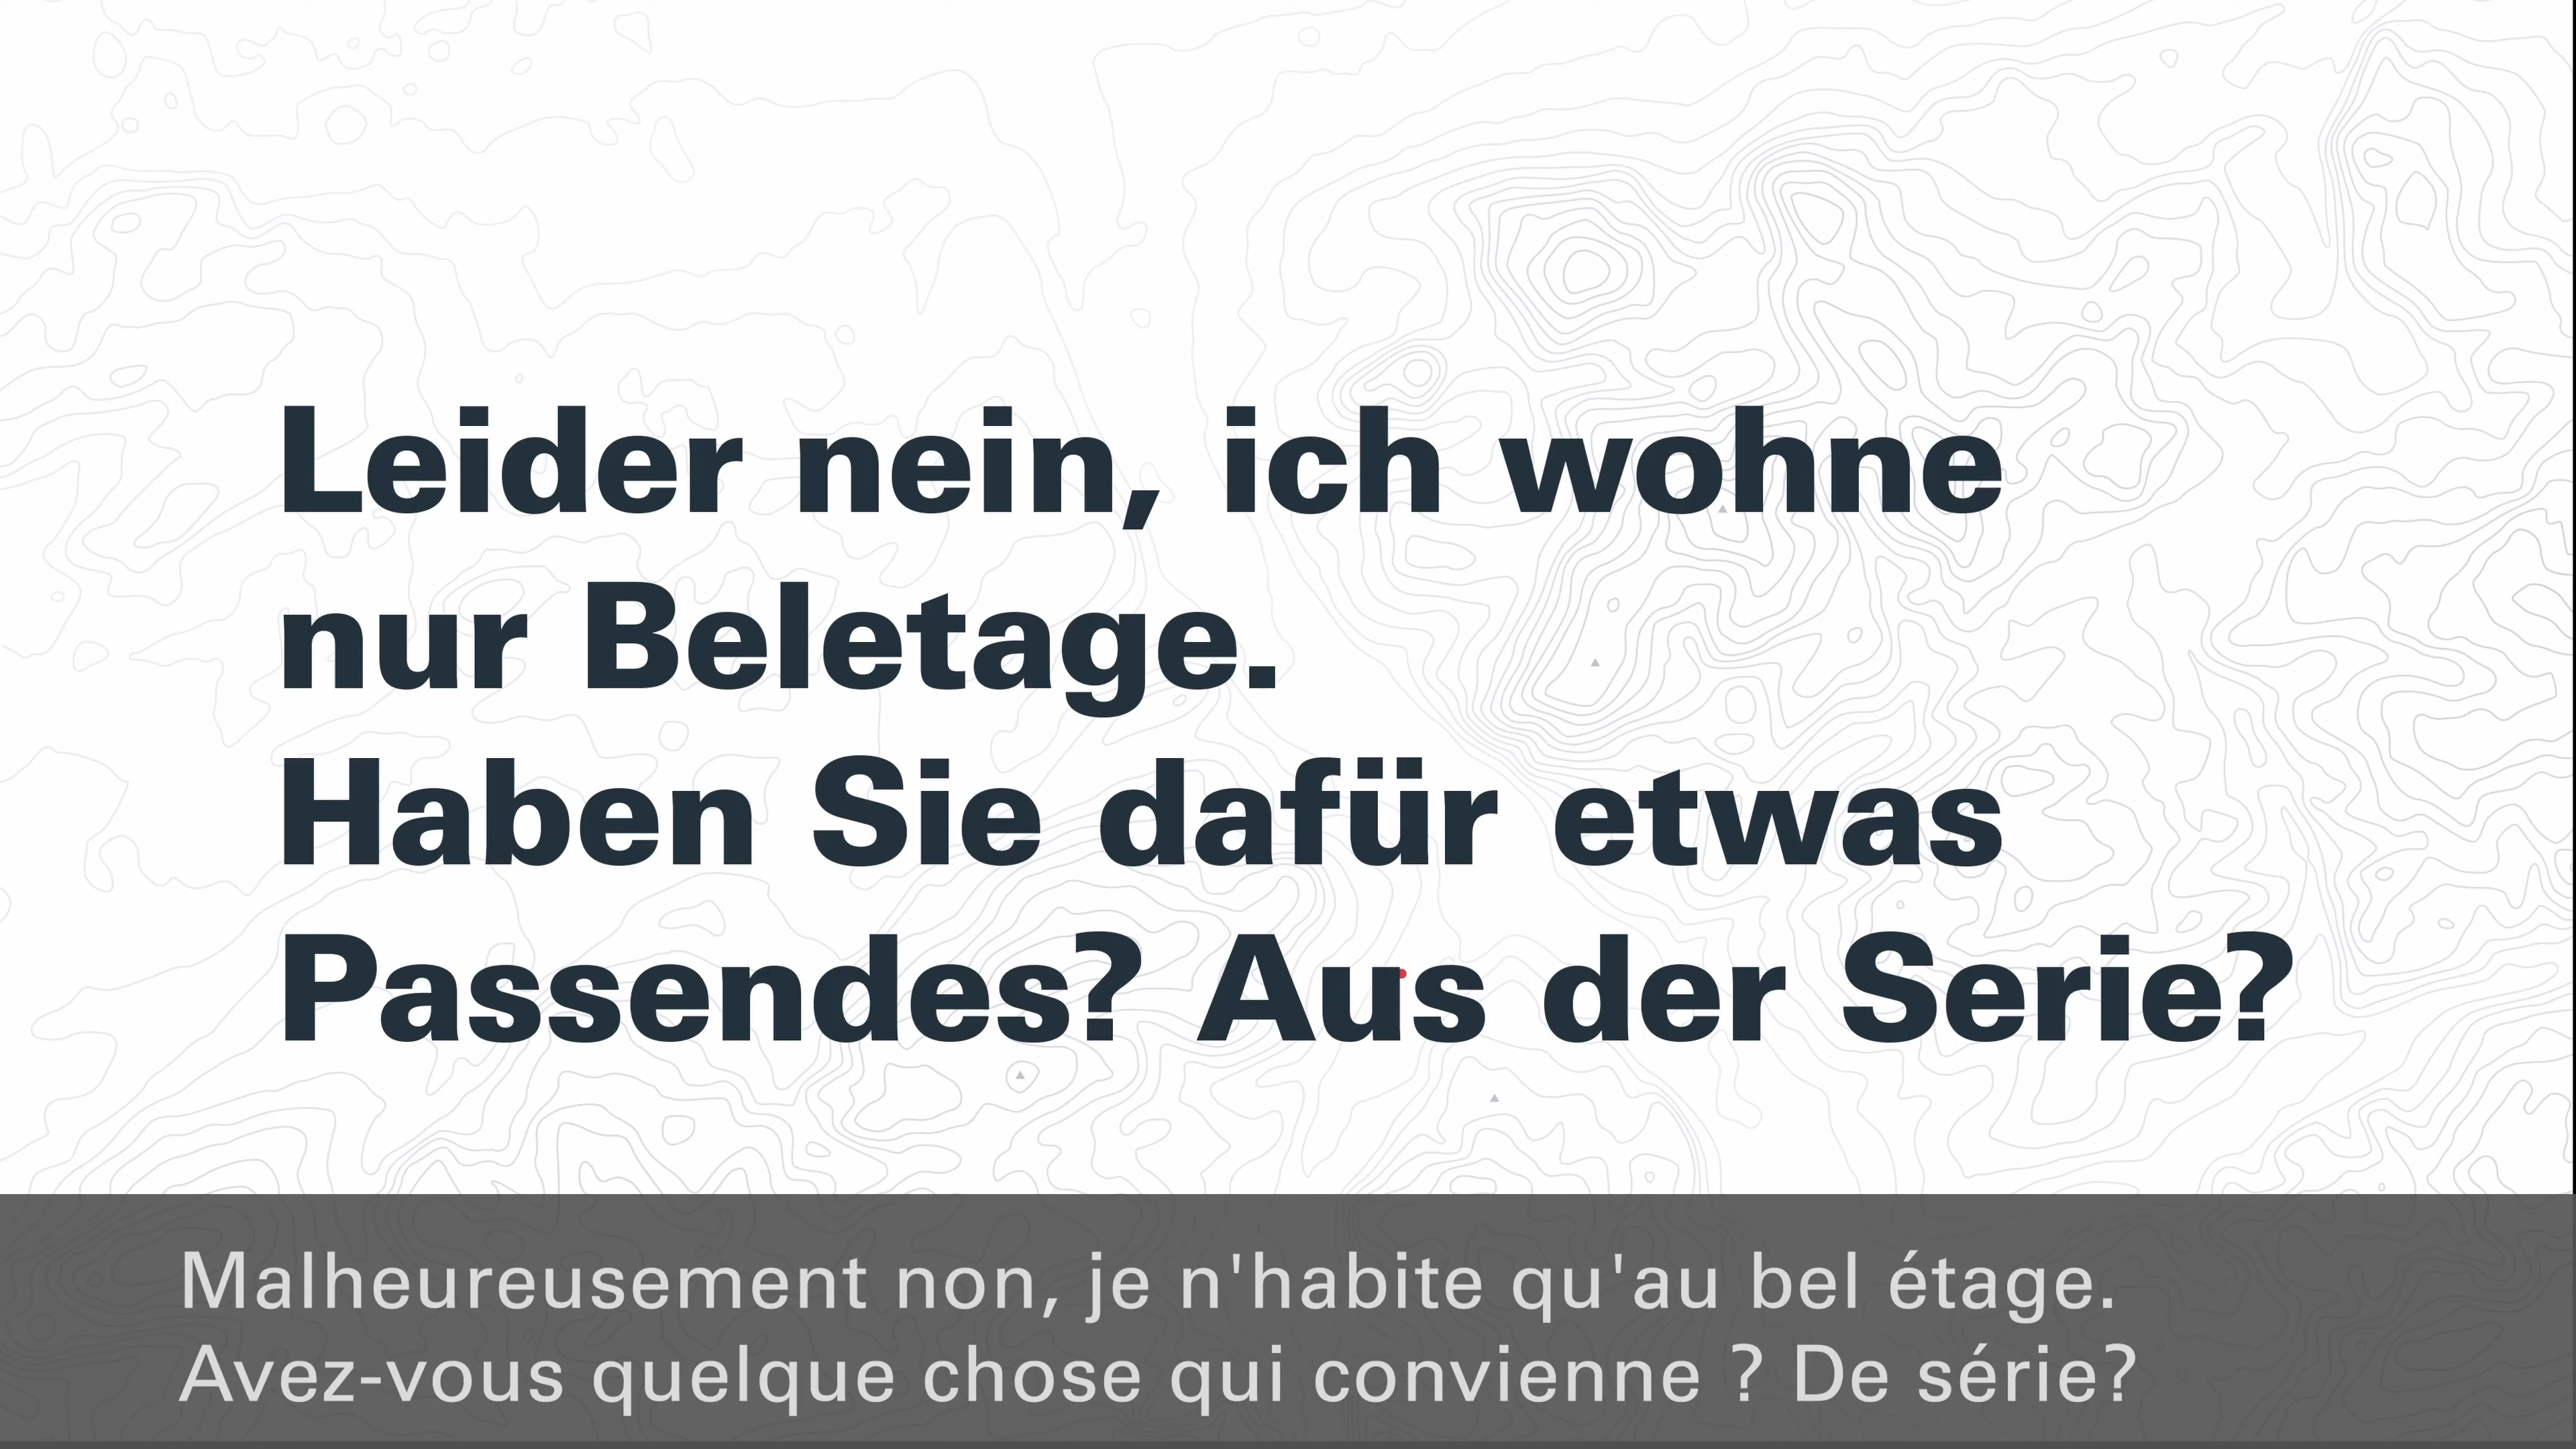 Leider nein, ich wohne
nur Beletage.
Haben Sie dafür etwas
Passendes? Aus der Serie?
Malheureusement non, je n'habite qu'au bel étage.
Avez-vous quelque chose qui convienne ? De série?